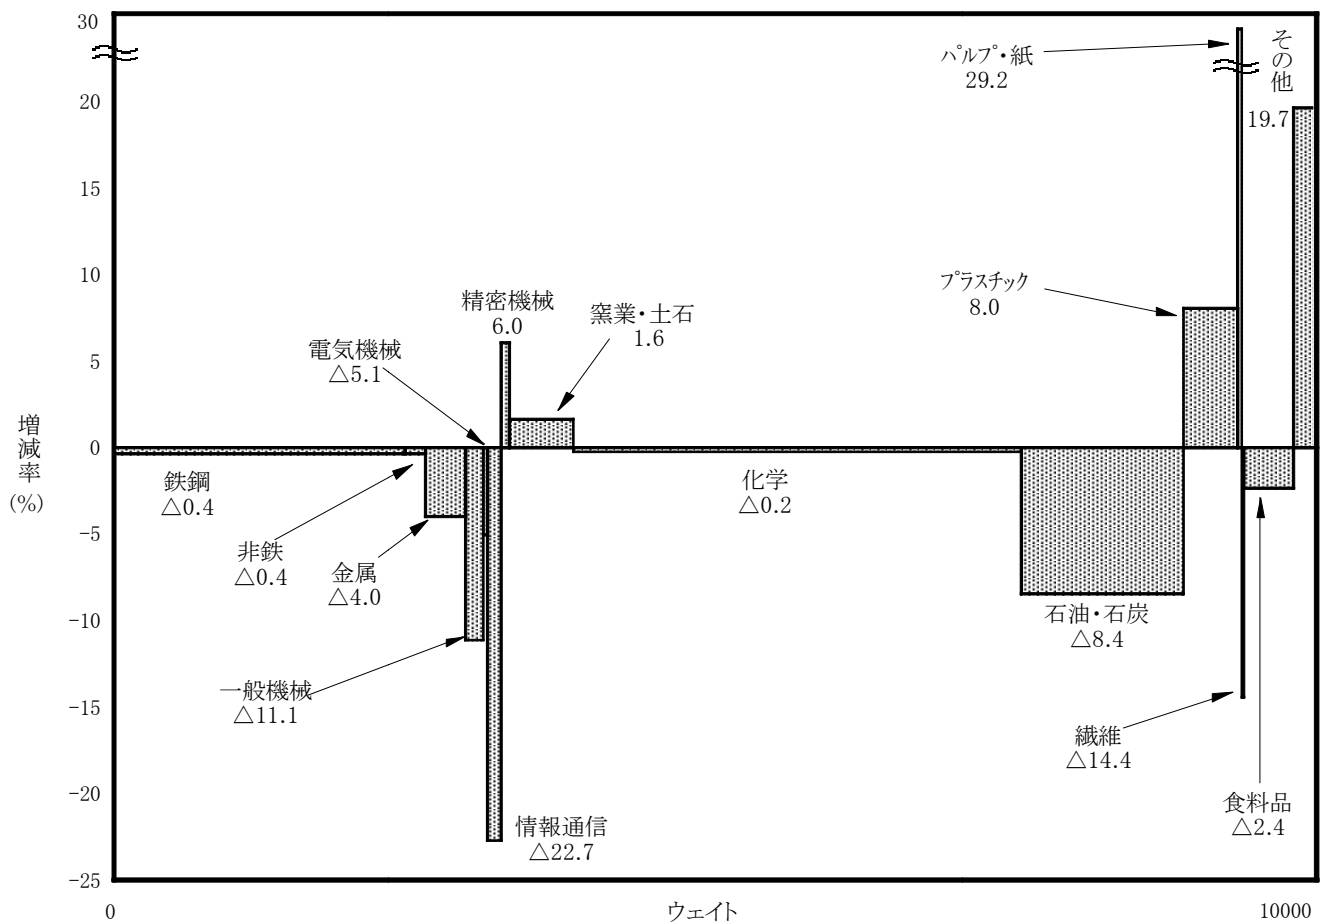 30
20
15
10
5
0
-5
-10
-15
-20
-25
増減率
(%)
鉄鋼
△0.4
非鉄
△0.4
金属
△4.0
一般機械
△11.1
電気機械
△5.1
情報通信
△22.7
精密機械
6.0
窯業・土石
1.6
化学
△0.2
石油・石炭
△8.4
プラスチック
8.0
パルプ・紙
29.2
繊維
△14.4
食料品
△2.4
その他
19.7
0
ウェイト
10000